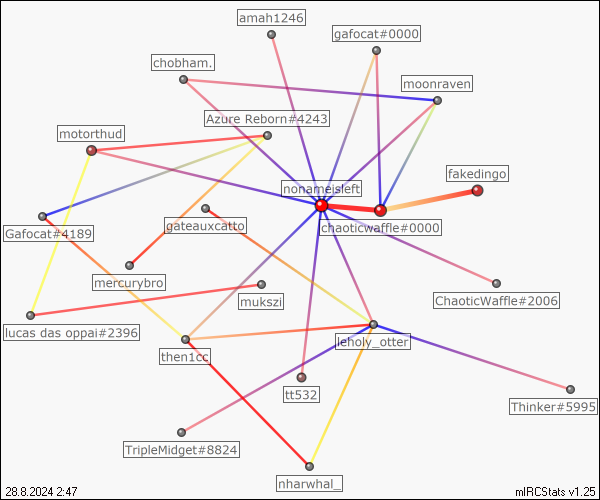 amah1246
gafocat#0000
chobham.
moonraven
Azure Reborn#4243
motorthud
fakedingo
nonameisleft
gateauxcatto
chaoticwaffle#0000
Gafocat#4189
mercurybro
mukszi
ChaoticWaffle#2006
lucas das oppai#2396
then1cc
leholy_otter
tt532
Thinker#5995
TripleMidget#8824
nharwhal_
28.8.2024 2:47
mIRCStats v1.25